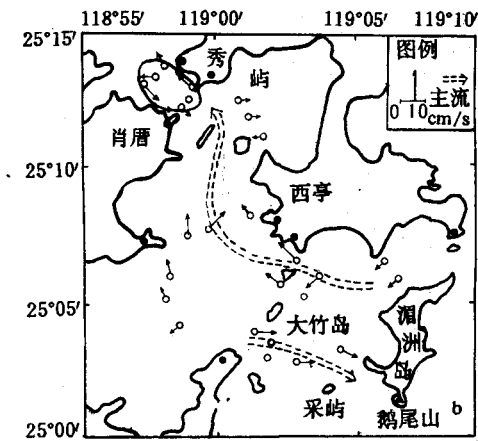 118°55′ 119°00′ 119°05′ 119°10′
25°15′
秀
屿
图例
主流
0 10
cm/s
肖厝
25°10′
西亭
25°05′
大竹岛
湄
洲
岛
采屿
鹅尾山
b
25°00′